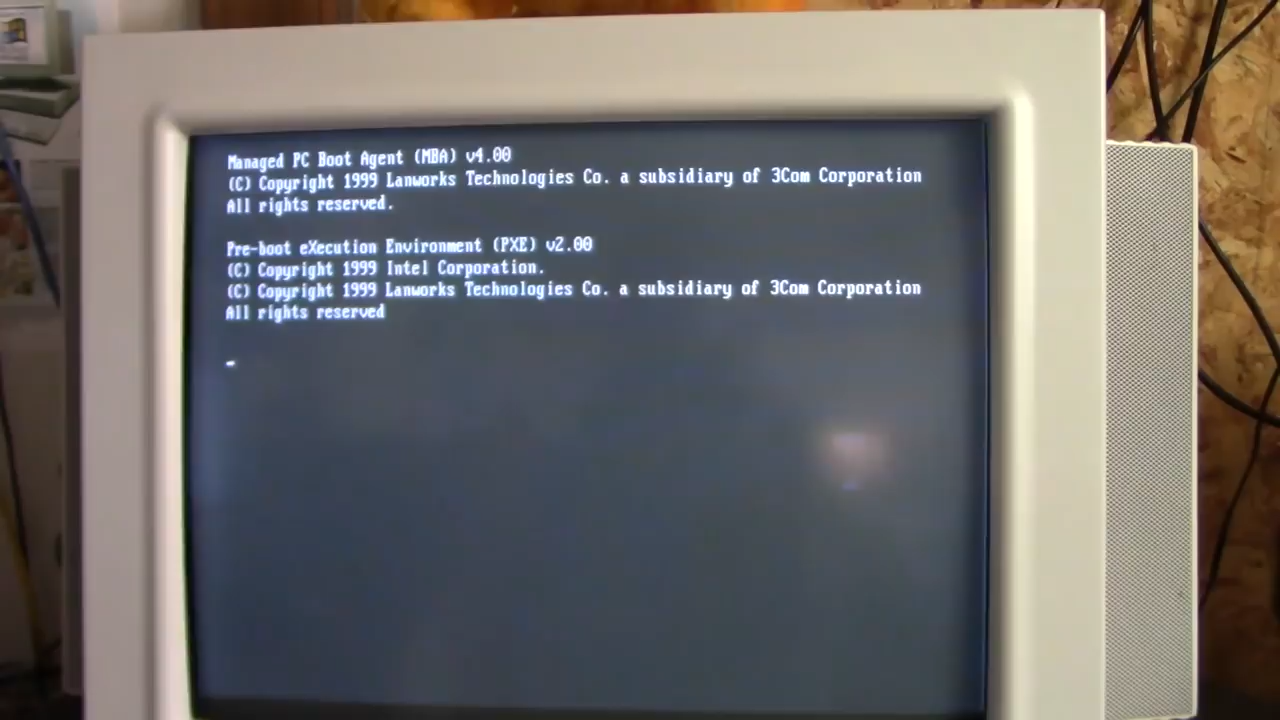 Managed PC Boot Agent (MBA) v4.00
(C) Copyright 1999 Lanworks Technologies Co. a subsidiary of 3Com Corporation
All rights reserved.
Pre-boot eXecution Environment (PXE) v2.00
(C) Copyright 1999 Intel Corporation.
(C) Copyright 1999 Lanworks Technologies Co. a subsidiary of 3Com Corporation
All rights reserved